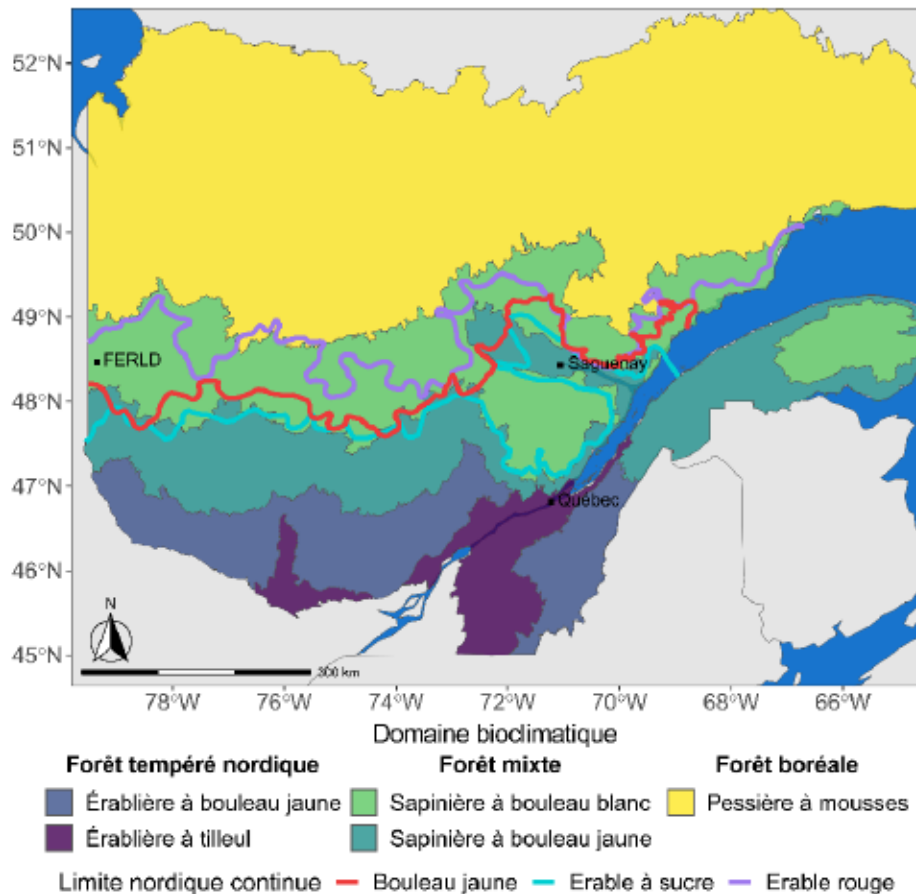 52°N
51°N
50°N
49°N
48°N
47°N
46°N
45°N
FERLD
Saguenay
Québec
N
300 km
78°W 76°W 74°W 72°W 70°W 68°W 66°W
Domaine bioclimatique
Forêt tempéré nordique Forêt mixte Forêt boréale
Érablière à bouleau jaune Sapinière à bouleau blanc Pessière à mousses
Érablière à tilleul Sapinière à bouleau jaune
Limite nordique continue Bouleau jaune Erable à sucre Erable rouge